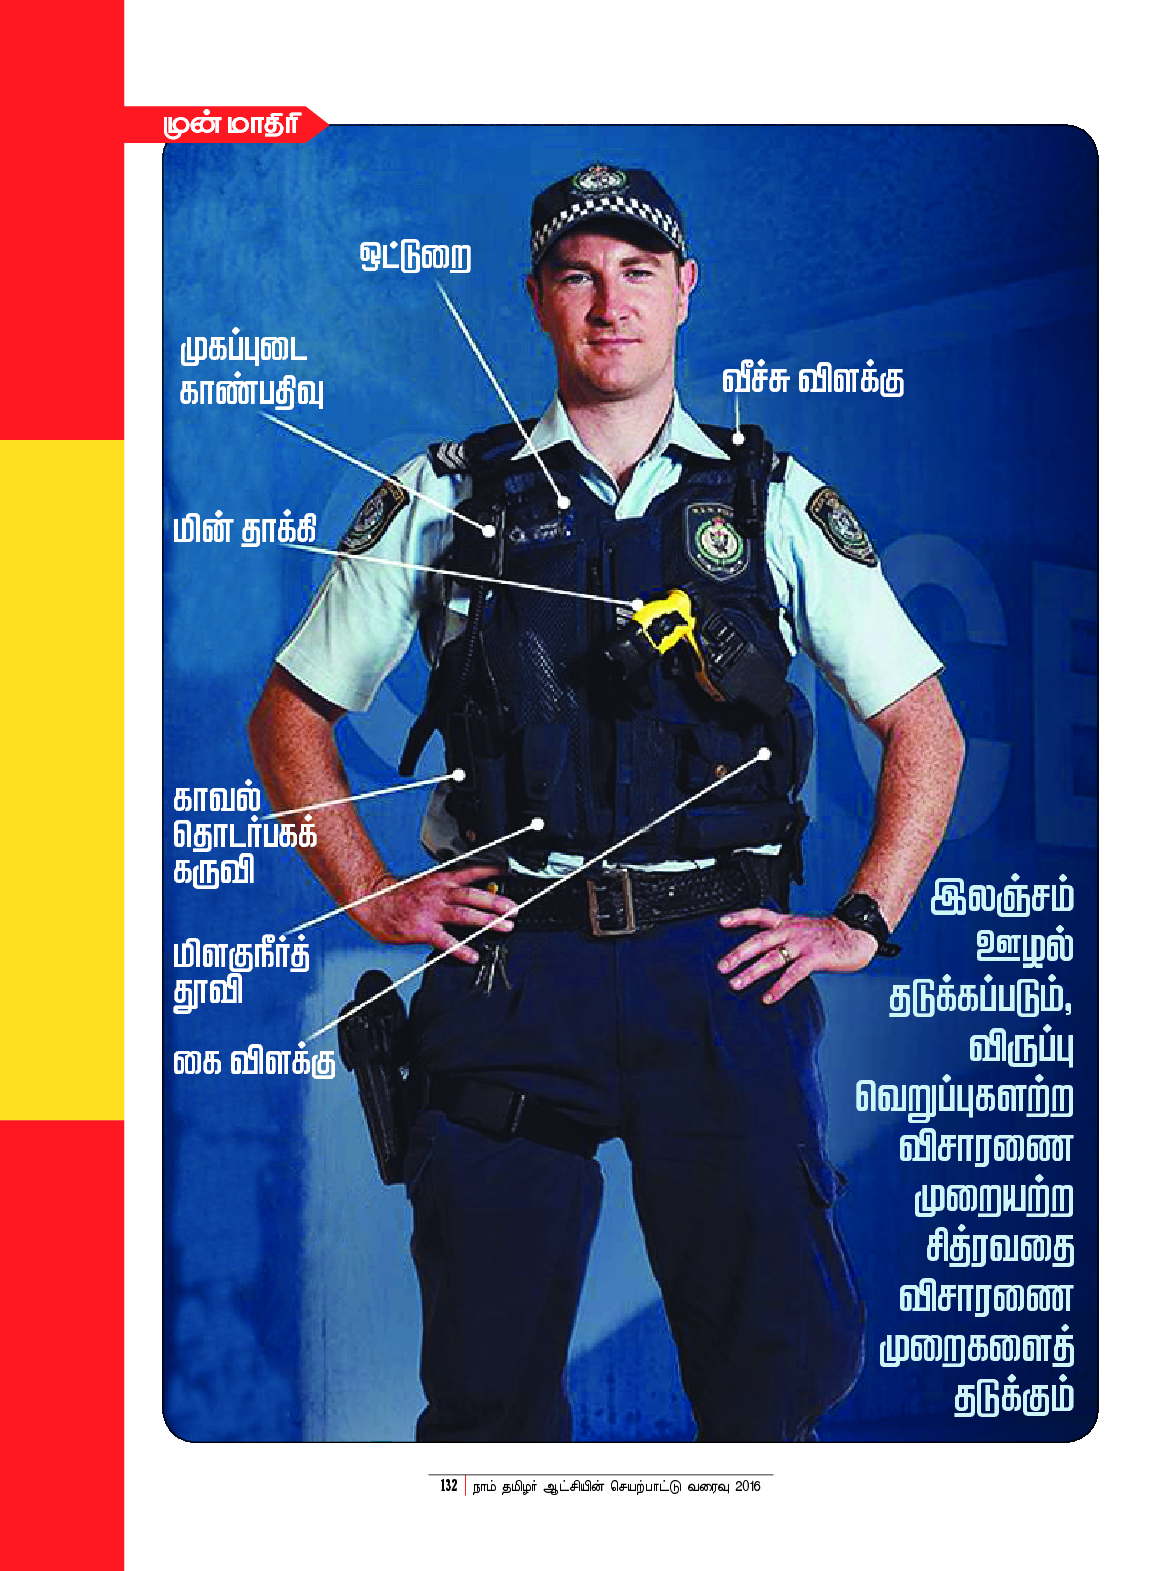 முன் மாதிரி
ஒட்டுறை
முகப்புடை
காண்பதிவு
வீச்சு விளக்கு
மின் தாக்கி
காவல்
தொடர்பகக்
கருவி
மிளகுநீர்த்
தூவி
கை விளக்கு
இலஞ்சம்
ஊழல்
தடுக்கப்படும்,
விருப்பு
வெறுப்புகளற்ற
விசாரணை
முறையற்ற
சித்ரவதை
விசாரணை
முறைகளைத்
தடுக்கும்
132 நாம் தமிழர் ஆட்சியின் செயற்பாட்டு வரைவு 2016